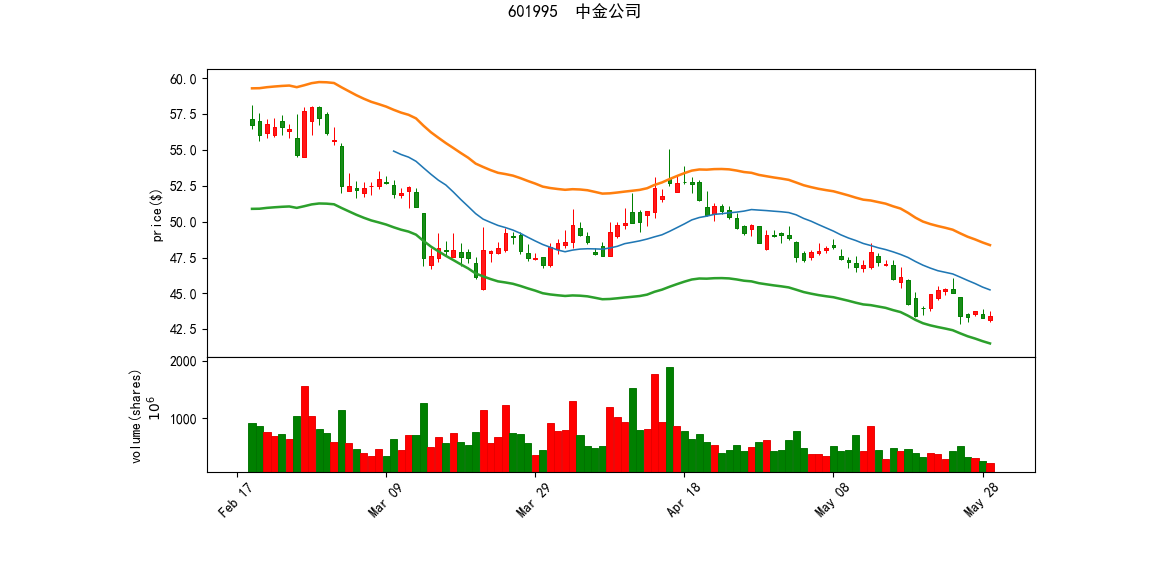 601995 中金公司
price($)
60.0
57.5
55.0
52.5
50.0
47.5
45.0
42.5
volume(shares)
10^6
2000
1000
Feb 17
Mar 09
Mar 29
Apr 18
May 08
May 28